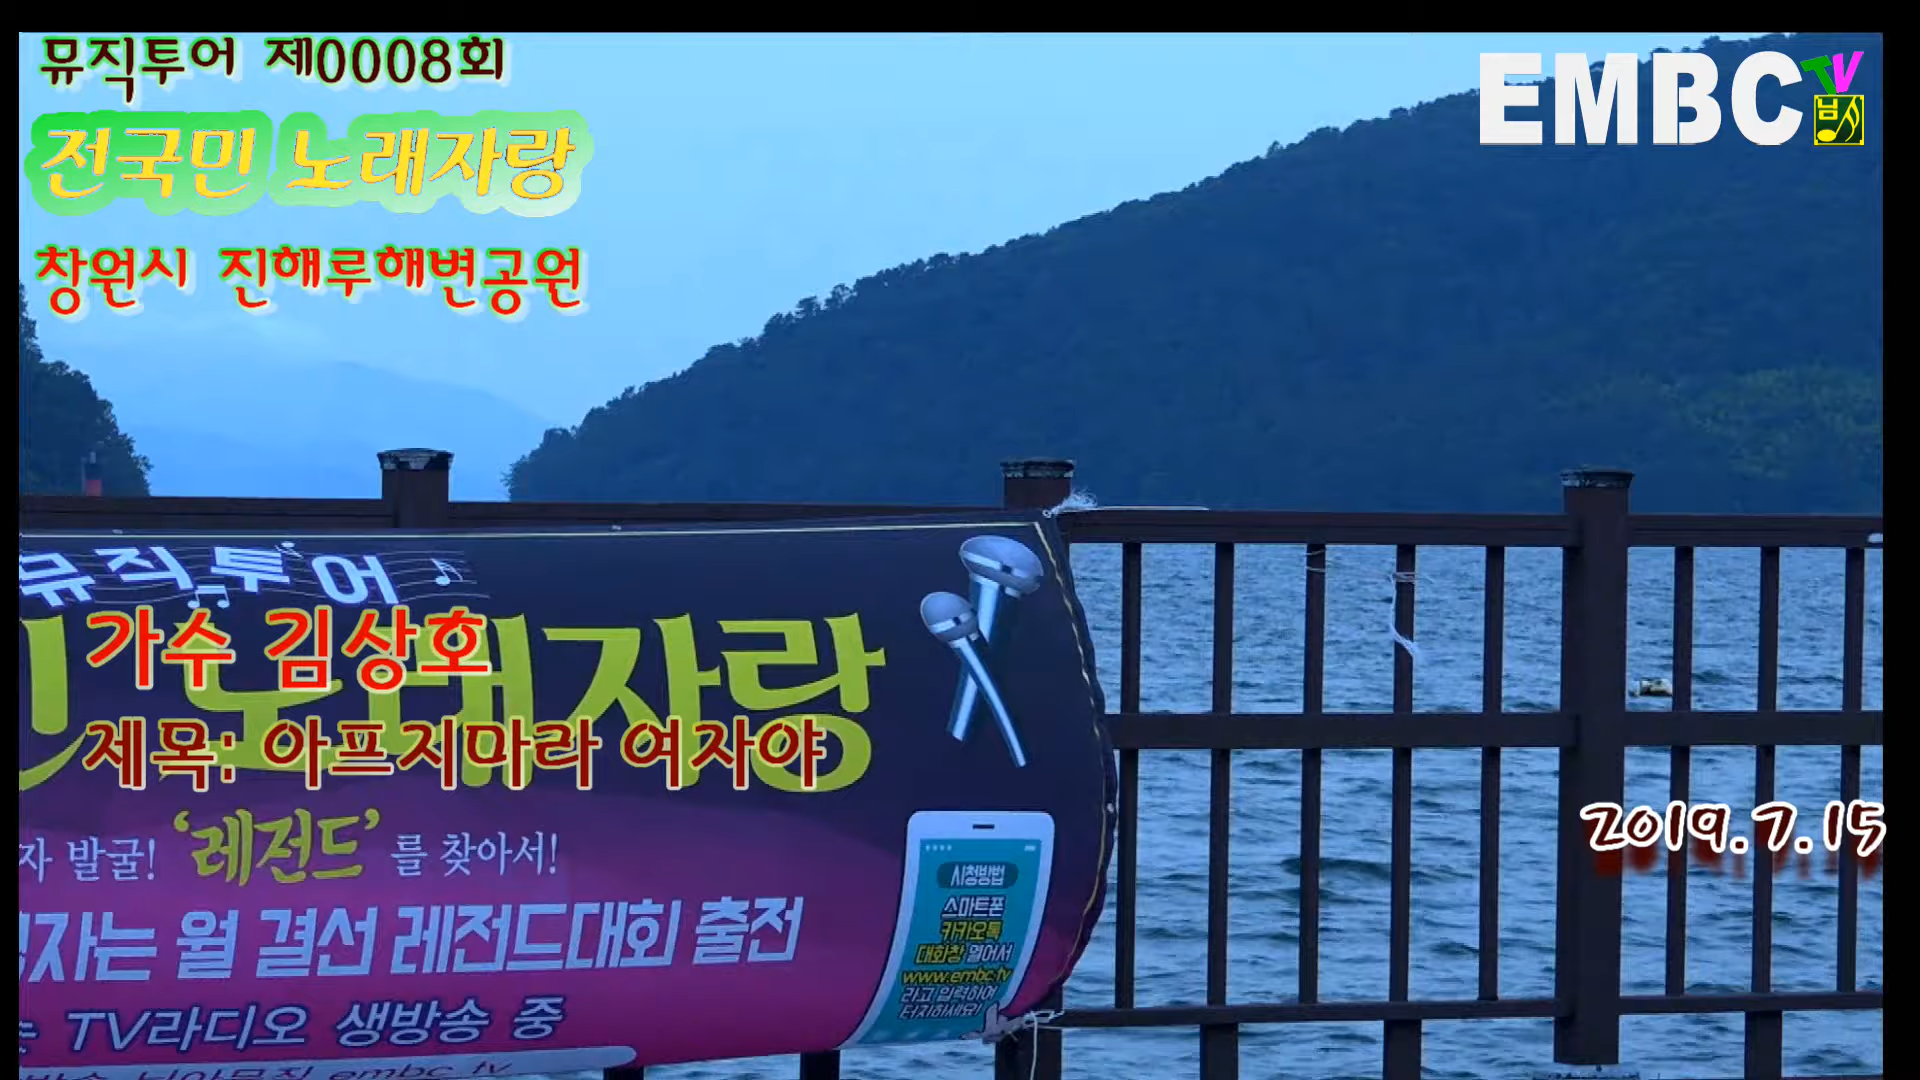 뮤직투어 제0008회
EMBC TV
전국민 노래자랑
창원시 진해루해변공원
뮤직투어
가수 김상호
노래자랑
제목: 아프지마라 여자야
2019.7.15
자 발굴! '레전드'를 찾아서!
자는 월 결선 레전드대회 출전
TV라디오 생방송 중
embc.tv
시청방법
스마트폰
카카오톡
대화창 열어서
www.embc.tv
라고 입력하여
터치하세요!